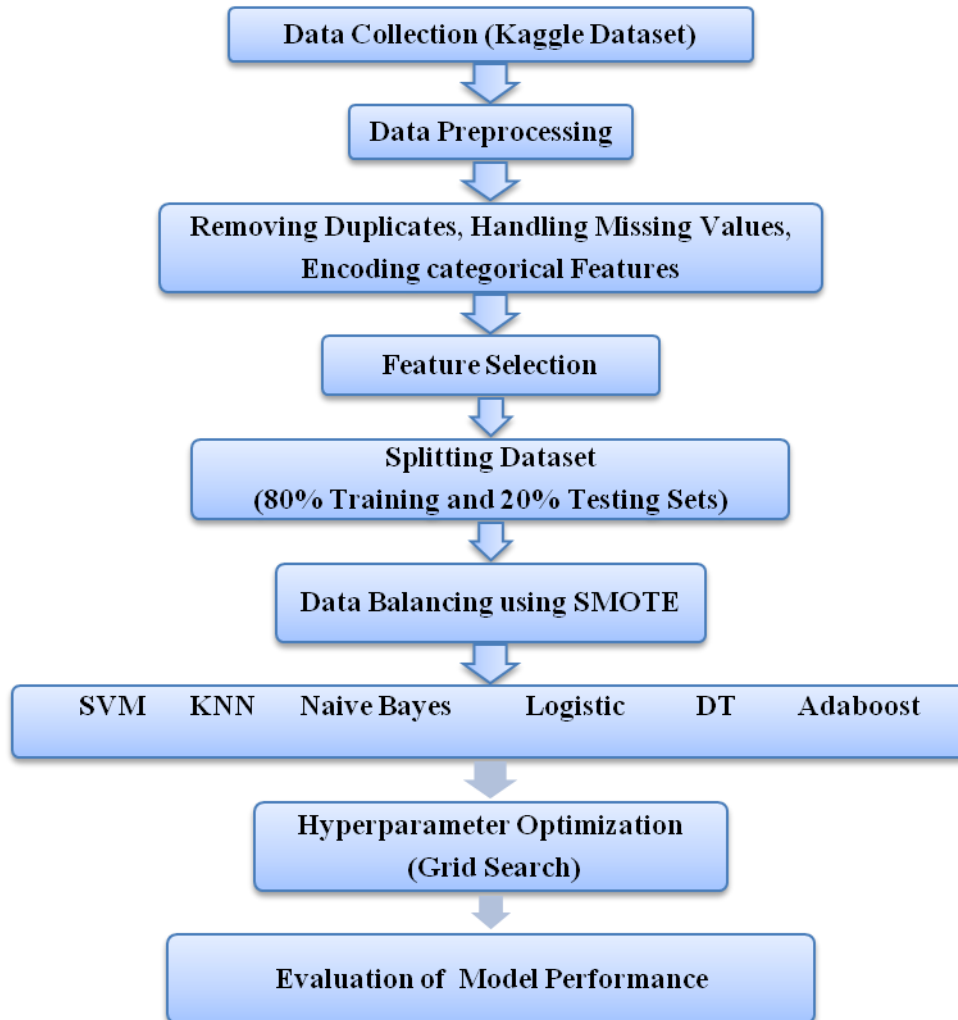 Data Collection (Kaggle Dataset)
Data Preprocessing
Removing Duplicates, Handling Missing Values,
Encoding categorical Features
Feature Selection
Splitting Dataset
(80% Training and 20% Testing Sets)
Data Balancing using SMOTE
SVM KNN Naive Bayes Logistic DT Adaboost
Hyperparameter Optimization
(Grid Search)
Evaluation of Model Performance